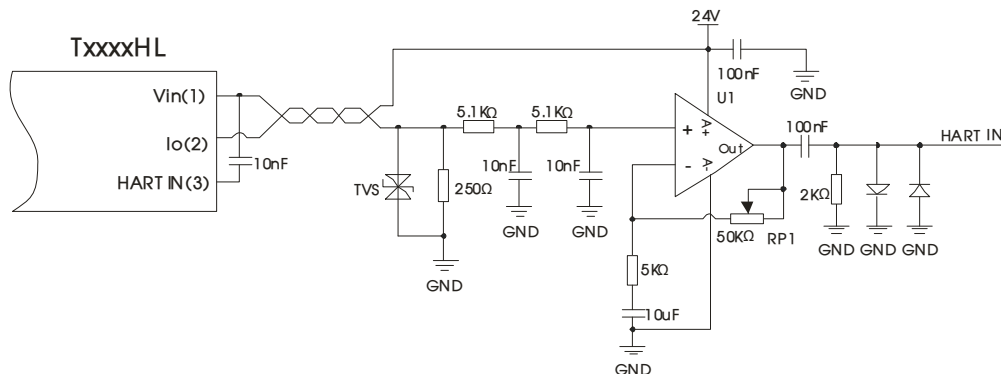 24V
TxxxxHL
100nF
GND
U1
Vin(1)
5.1KΩ
5.1KΩ
A+
100nF
HART IN
+
Out
Io(2)
-
A-
10nF
10nF
10nF
HART IN(3)
TVS
250Ω
2KΩ
GND
GND
50KΩ
RP1
GND
GND
GND
GND
5KΩ
10uF
GND